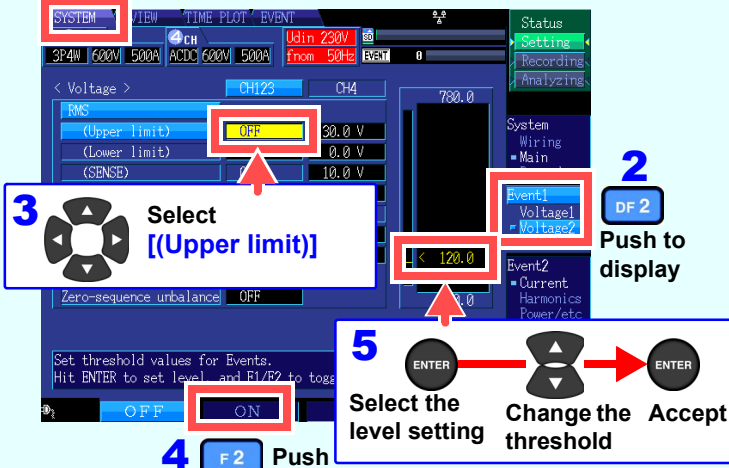 SYSTEM VIEW TIME PLOT EVENT
4CH
Udin 230V SD
3P4W 600V 500A ACDC 600V 500A fnom 50Hz EVENT 0
Status
Setting
Recording
Analyzing
< Voltage > CH123 CH4
RMS
(Upper limit) OFF 30.0 V
(Lower limit) 0.0 V
(SENSE) 10.0 V
780.0
< 120.0
System
Wiring
Main
Event1
Voltage1
Voltage2
2
DF 2
Push to
display
3
Select
[(Upper limit)]
Zero-sequence unbalance OFF
Event2
Current
Harmonics
Power/etc
Set threshold values for Events.
Hit ENTER to set level, and F1/F2 to
OFF ON
4 F 2 Push
5
ENTER ENTER
Select the
level setting
Change the
threshold
Accept